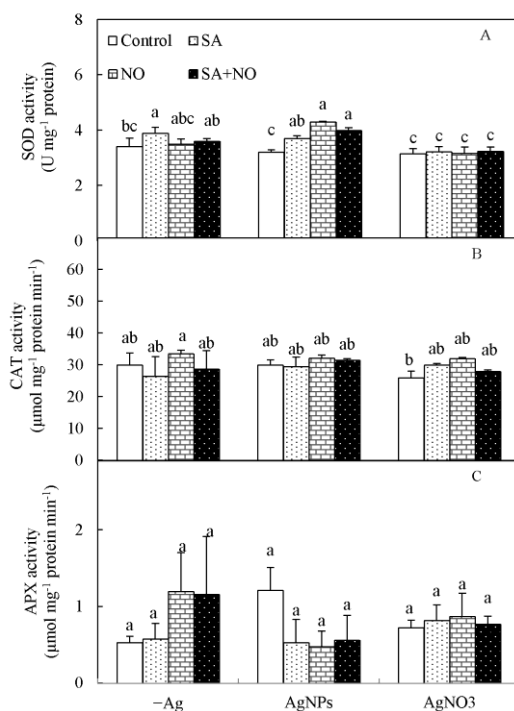 8
Control
SA
A
NO
SA+NO
6
SOD activity
(U mg⁻¹ protein)
bc a abc ab c ab a a c c c c
4
2
0
B
60
50
CAT activity
(μmol mg⁻¹ protein min⁻¹)
ab ab a ab ab ab ab ab b ab ab ab
40
30
20
10
0
C
2
APX activity
(μmol mg⁻¹ protein min⁻¹)
a a a a a a a a a a a a
1
0
−Ag AgNPs AgNO3